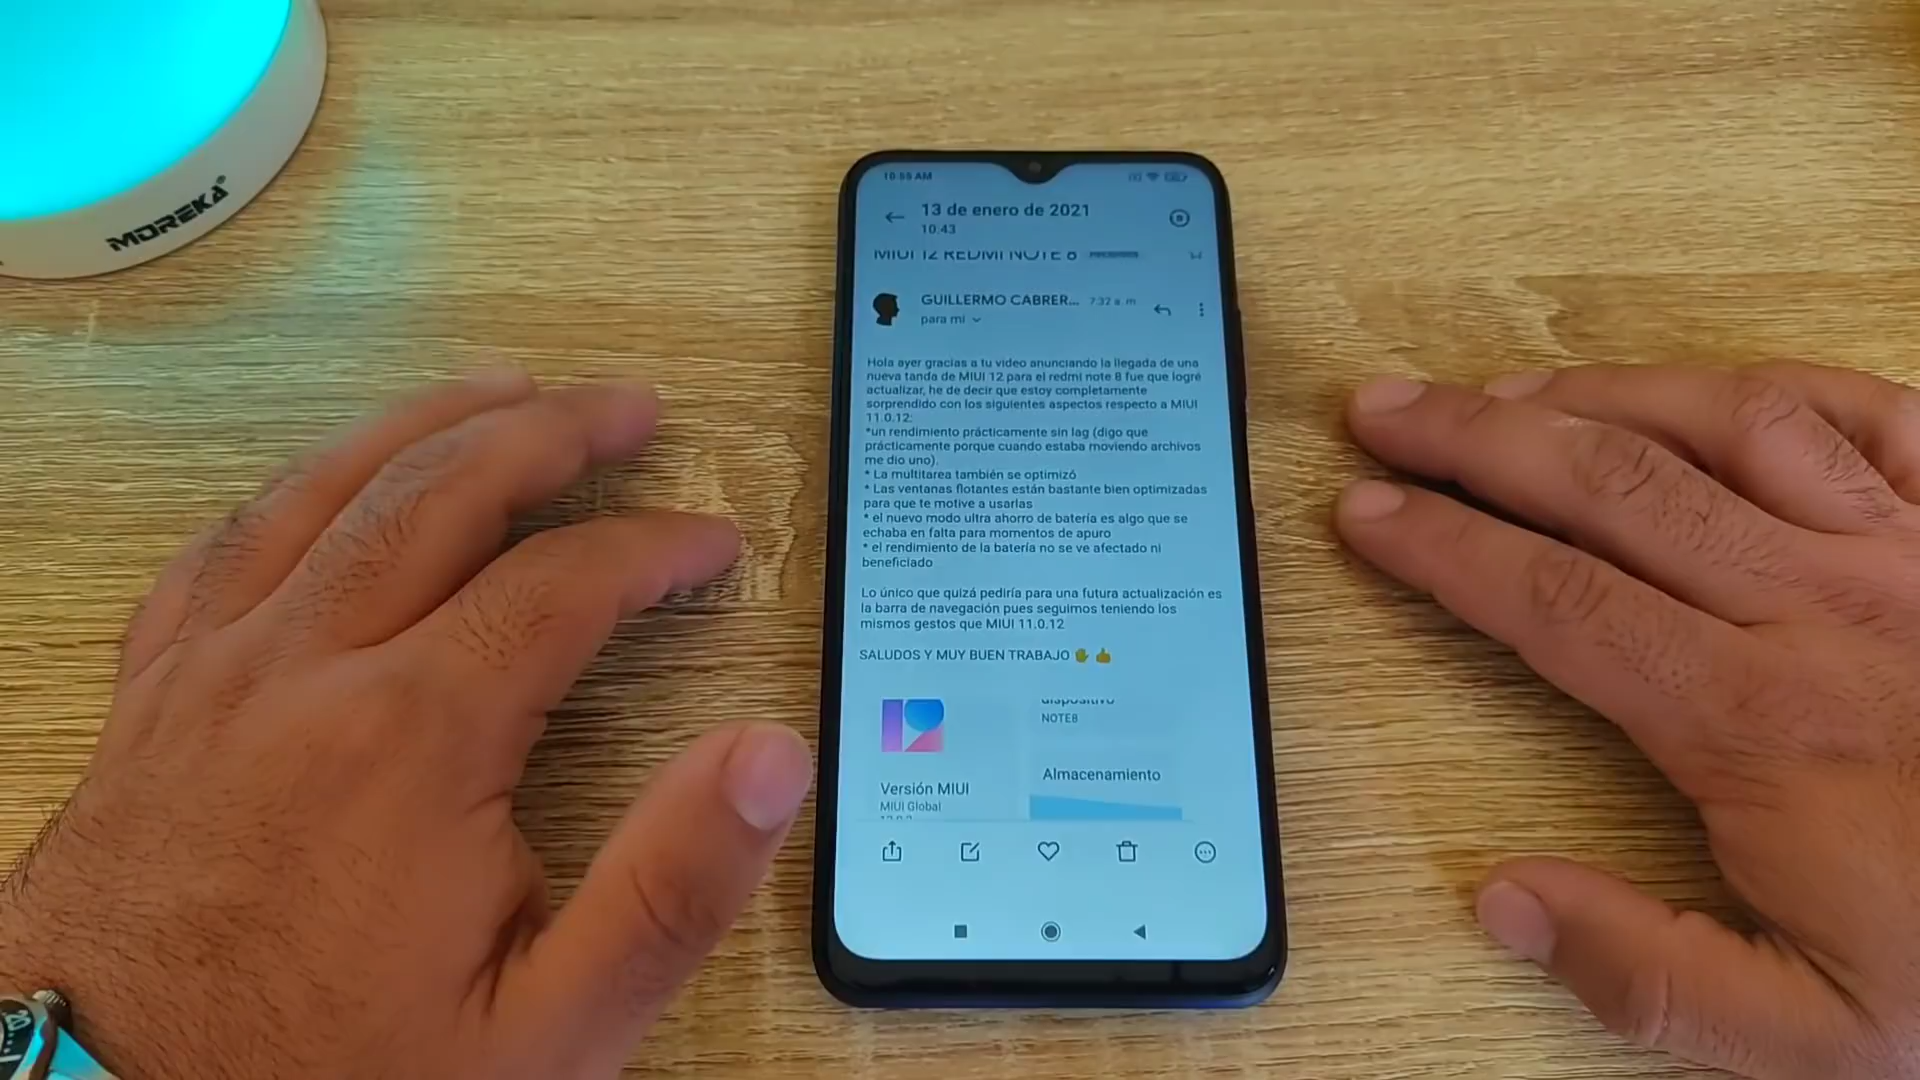 MOREKA®
10:55 AM
13 de enero de 2021
10:43
MIUI 12 REDMI NOTE 8
GUILLERMO CABRER... 7:32 a. m.
para mi
Hola ayer gracias a tu video anunciando la llegada de una
nueva tanda de MIUI 12 para el redmi note 8 fue que logré
actualizar, he de decir que estoy completamente
sorprendido con los siguientes aspectos respecto a MIUI
11.0.12:
*un rendimiento prácticamente sin lag (digo que
prácticamente porque cuando estaba moviendo archivos
me dio uno).
* La multitarea también se optimizó
* Las ventanas flotantes están bastante bien optimizadas
para que te motive a usarlas
* el nuevo modo ultra ahorro de batería es algo que se
echaba en falta para momentos de apuro
* el rendimiento de la batería no se ve afectado ni
beneficiado
Lo único que quizá pediría para una futura actualización es
la barra de navegación pues seguimos teniendo los
mismos gestos que MIUI 11.0.12
SALUDOS Y MUY BUEN TRABAJO ✋ 👍
dispositivo
NOTE8
Almacenamiento
Versión MIUI
MIUI Global
20